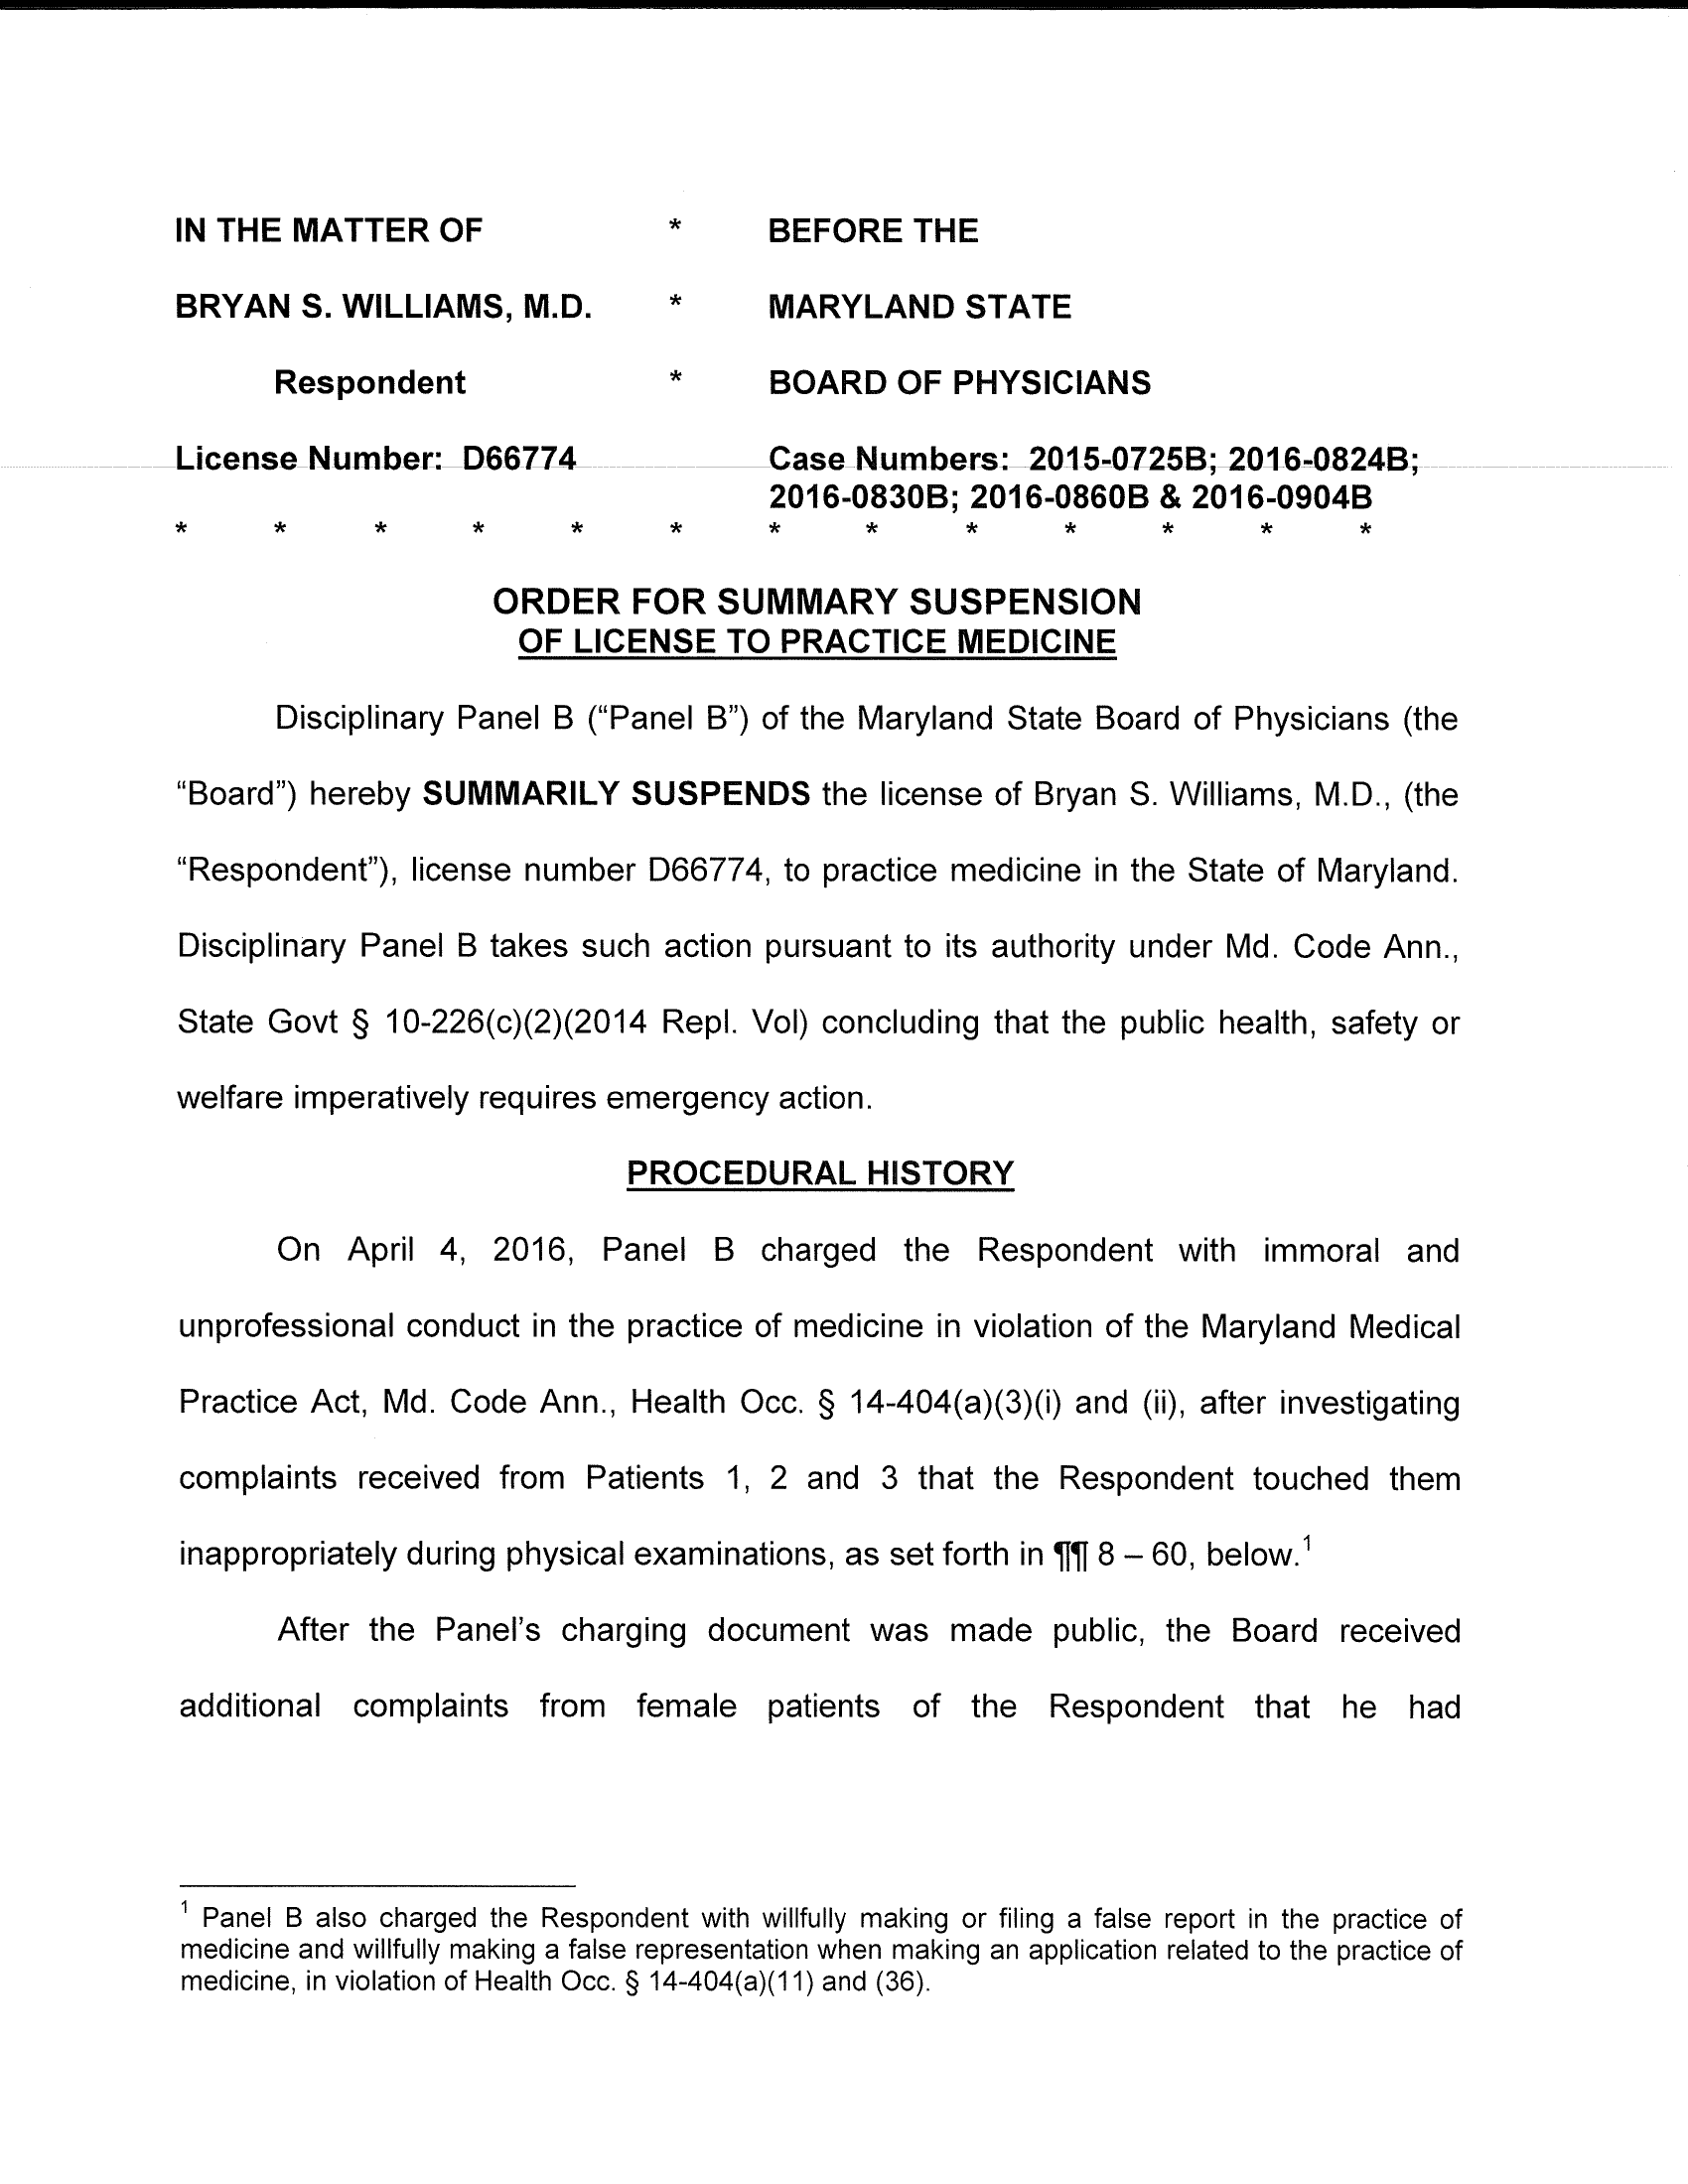 IN THE MATTER OF * BEFORE THE
BRYAN S. WILLIAMS, M.D. * MARYLAND STATE
Respondent * BOARD OF PHYSICIANS
License Number: D66774 Case Numbers: 2015-0725B; 2016-0824B;
2016-0830B; 2016-0860B & 2016-0904B
* * * * * * * * * * * * *
ORDER FOR SUMMARY SUSPENSION
OF LICENSE TO PRACTICE MEDICINE
Disciplinary Panel B (“Panel B”) of the Maryland State Board of Physicians (the
“Board”) hereby SUMMARILY SUSPENDS the license of Bryan S. Williams, M.D., (the
“Respondent”), license number D66774, to practice medicine in the State of Maryland.
Disciplinary Panel B takes such action pursuant to its authority under Md. Code Ann.,
State Govt § 10-226(c)(2)(2014 Repl. Vol) concluding that the public health, safety or
welfare imperatively requires emergency action.
PROCEDURAL HISTORY
On April 4, 2016, Panel B charged the Respondent with immoral and
unprofessional conduct in the practice of medicine in violation of the Maryland Medical
Practice Act, Md. Code Ann., Health Occ. § 14-404(a)(3)(i) and (ii), after investigating
complaints received from Patients 1, 2 and 3 that the Respondent touched them
inappropriately during physical examinations, as set forth in ¶¶ 8 – 60, below.1
After the Panel’s charging document was made public, the Board received
additional complaints from female patients of the Respondent that he had
1 Panel B also charged the Respondent with willfully making or filing a false report in the practice of
medicine and willfully making a false representation when making an application related to the practice of
medicine, in violation of Health Occ. § 14-404(a)(11) and (36).